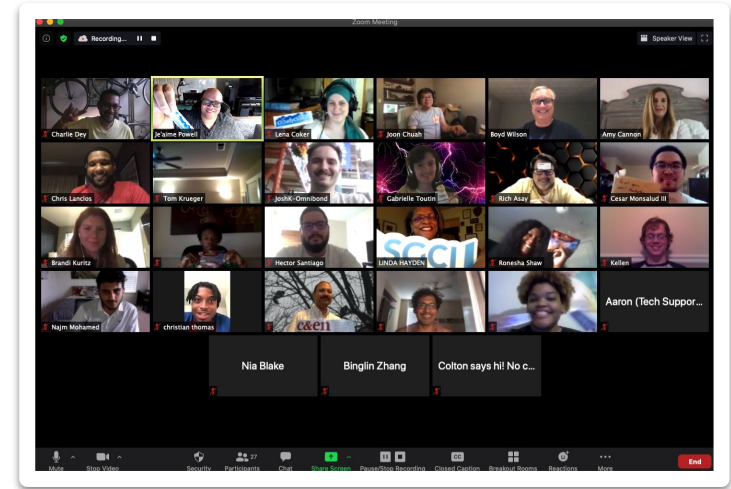 Zoom Meeting
Recording...
Speaker View
Charlie Dey
Je'aime Powell
Lena Coker
Joon Chuah
Boyd Wilson
Amy Cannon
Chris Lanclos
Tom Krueger
JoshK-Omnibond
Gabrielle Toutin
Rich Asay
Cesar Monsalud III
Brandi Kuritz
Hector Santiago
LINDA HAYDEN
SGCI
Ronesha Shaw
Kellen
Najm Mohamed
christian thomas
c&en
Aaron (Tech Suppor...
Nia Blake
Binglin Zhang
Colton says hi! No c...
Mute
Stop Video
Security
Participants
27
Chat
Share Screen
Pause/Stop Recording
CC
Closed Caption
Breakout Rooms
Reactions
More
End